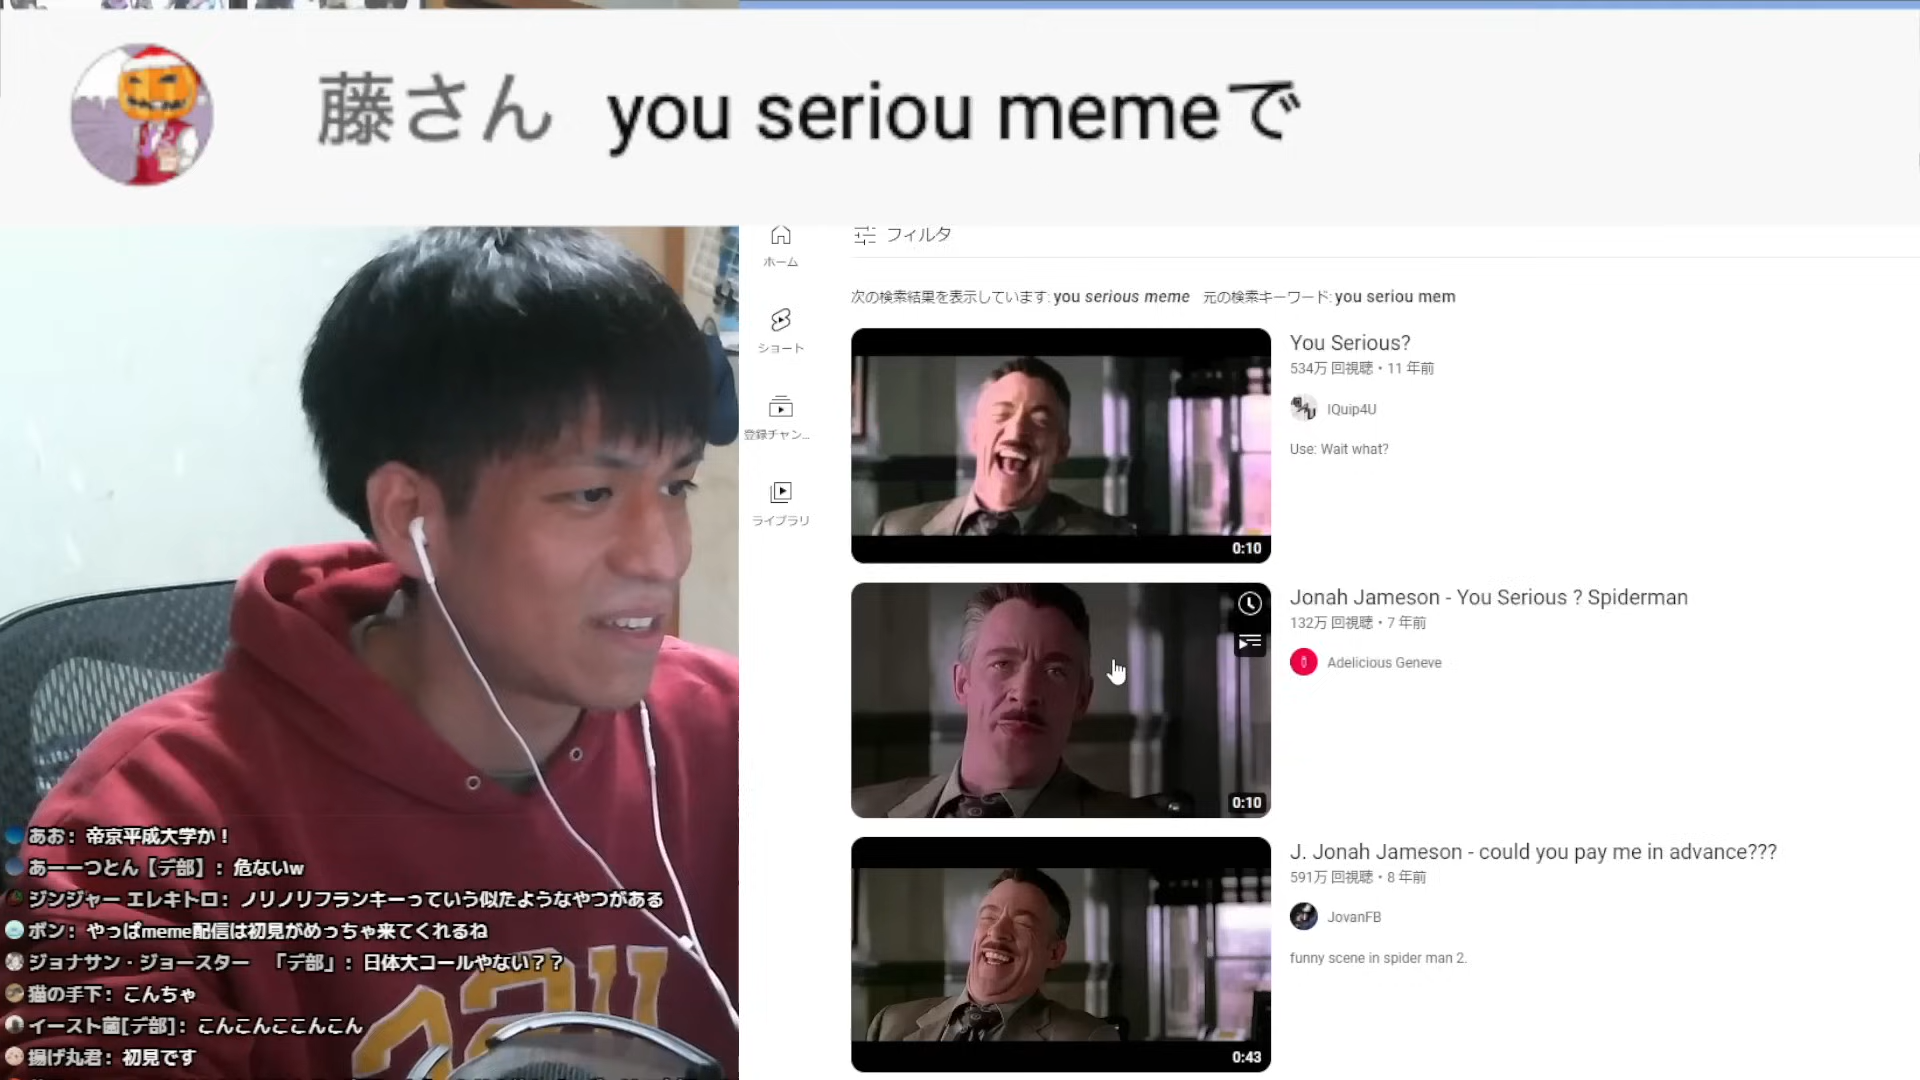 藤さん you seriou memeで
フィルタ
ホーム
ショート
登録チャン...
ライブラリ
次の検索結果を表示しています: you serious meme 元の検索キーワード: you seriou mem
You Serious?
534万 回視聴・11 年前
IQuip4U
Use: Wait what?
0:10
Jonah Jameson - You Serious ? Spiderman
132万 回視聴・7 年前
Adelicious Geneve
0:10
J. Jonah Jameson - could you pay me in advance???
591万 回視聴・8 年前
JovanFB
funny scene in spider man 2.
0:43
あお: 帝京平成大学か!
あーーつとん【デ部】: 危ないw
ジンジャー エレキトロ: ノリノリフランキーっていう似たようなやつがある
ポン: やっぱmeme配信は初見がめっちゃ来てくれるね
ジョナサン・ジョースター 「デ部」: 日体大コールやない??
猫の手下: こんちゃ
イースト菌[デ部]: こんこんここんこん
揚げ丸君: 初見です